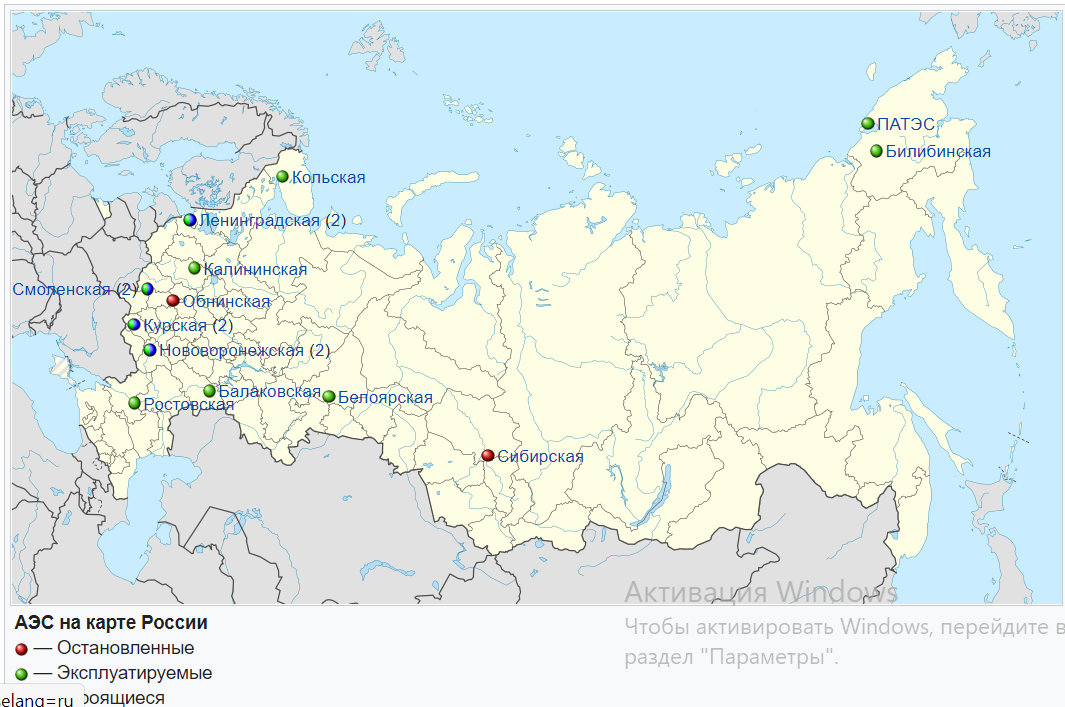 ПАТЭС
Билибинская
Кольская
Ленинградская (2)
Калининская
Смоленская (2)
Обнинская
Курская (2)
Нововоронежская (2)
Балаковская
Белоярская
Ростовская
Сибирская
АЭС на карте России
— Остановленные
— Эксплуатируемые
роящиеся
elang=ru
Активация Windows
Чтобы активировать Windows, перейдите в
раздел "Параметры".